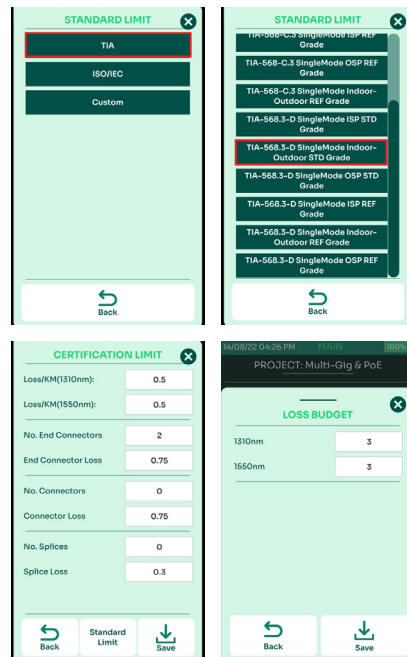 STANDARD LIMIT
TIA
ISO/IEC
Custom
Back
STANDARD LIMIT
TIA-568-C.3 SingleMode ISP REF
Grade
TIA-568-C.3 SingleMode OSP REF
Grade
TIA-568-C.3 SingleMode Indoor-
Outdoor REF Grade
TIA-568.3-D SingleMode ISP STD
Grade
TIA-568.3-D SingleMode Indoor-
Outdoor STD Grade
TIA-568.3-D SingleMode OSP STD
Grade
TIA-568.3-D SingleMode ISP REF
Grade
TIA-568.3-D SingleMode Indoor-
Outdoor REF Grade
TIA-568.3-D SingleMode OSP REF
Grade
Back
CERTIFICATION LIMIT
Loss/KM(1310nm): 0.5
Loss/KM(1550nm): 0.5
No. End Connectors 2
End Connector Loss 0.75
No. Connectors 0
Connector Loss 0.75
No. Splices 0
Splice Loss 0.3
Back
Standard
Limit
Save
14/08/22 04:26 PM MAIN 100%
PROJECT: Multi-Gig & PoE
LOSS BUDGET
1310nm 3
1550nm 3
Back
Save